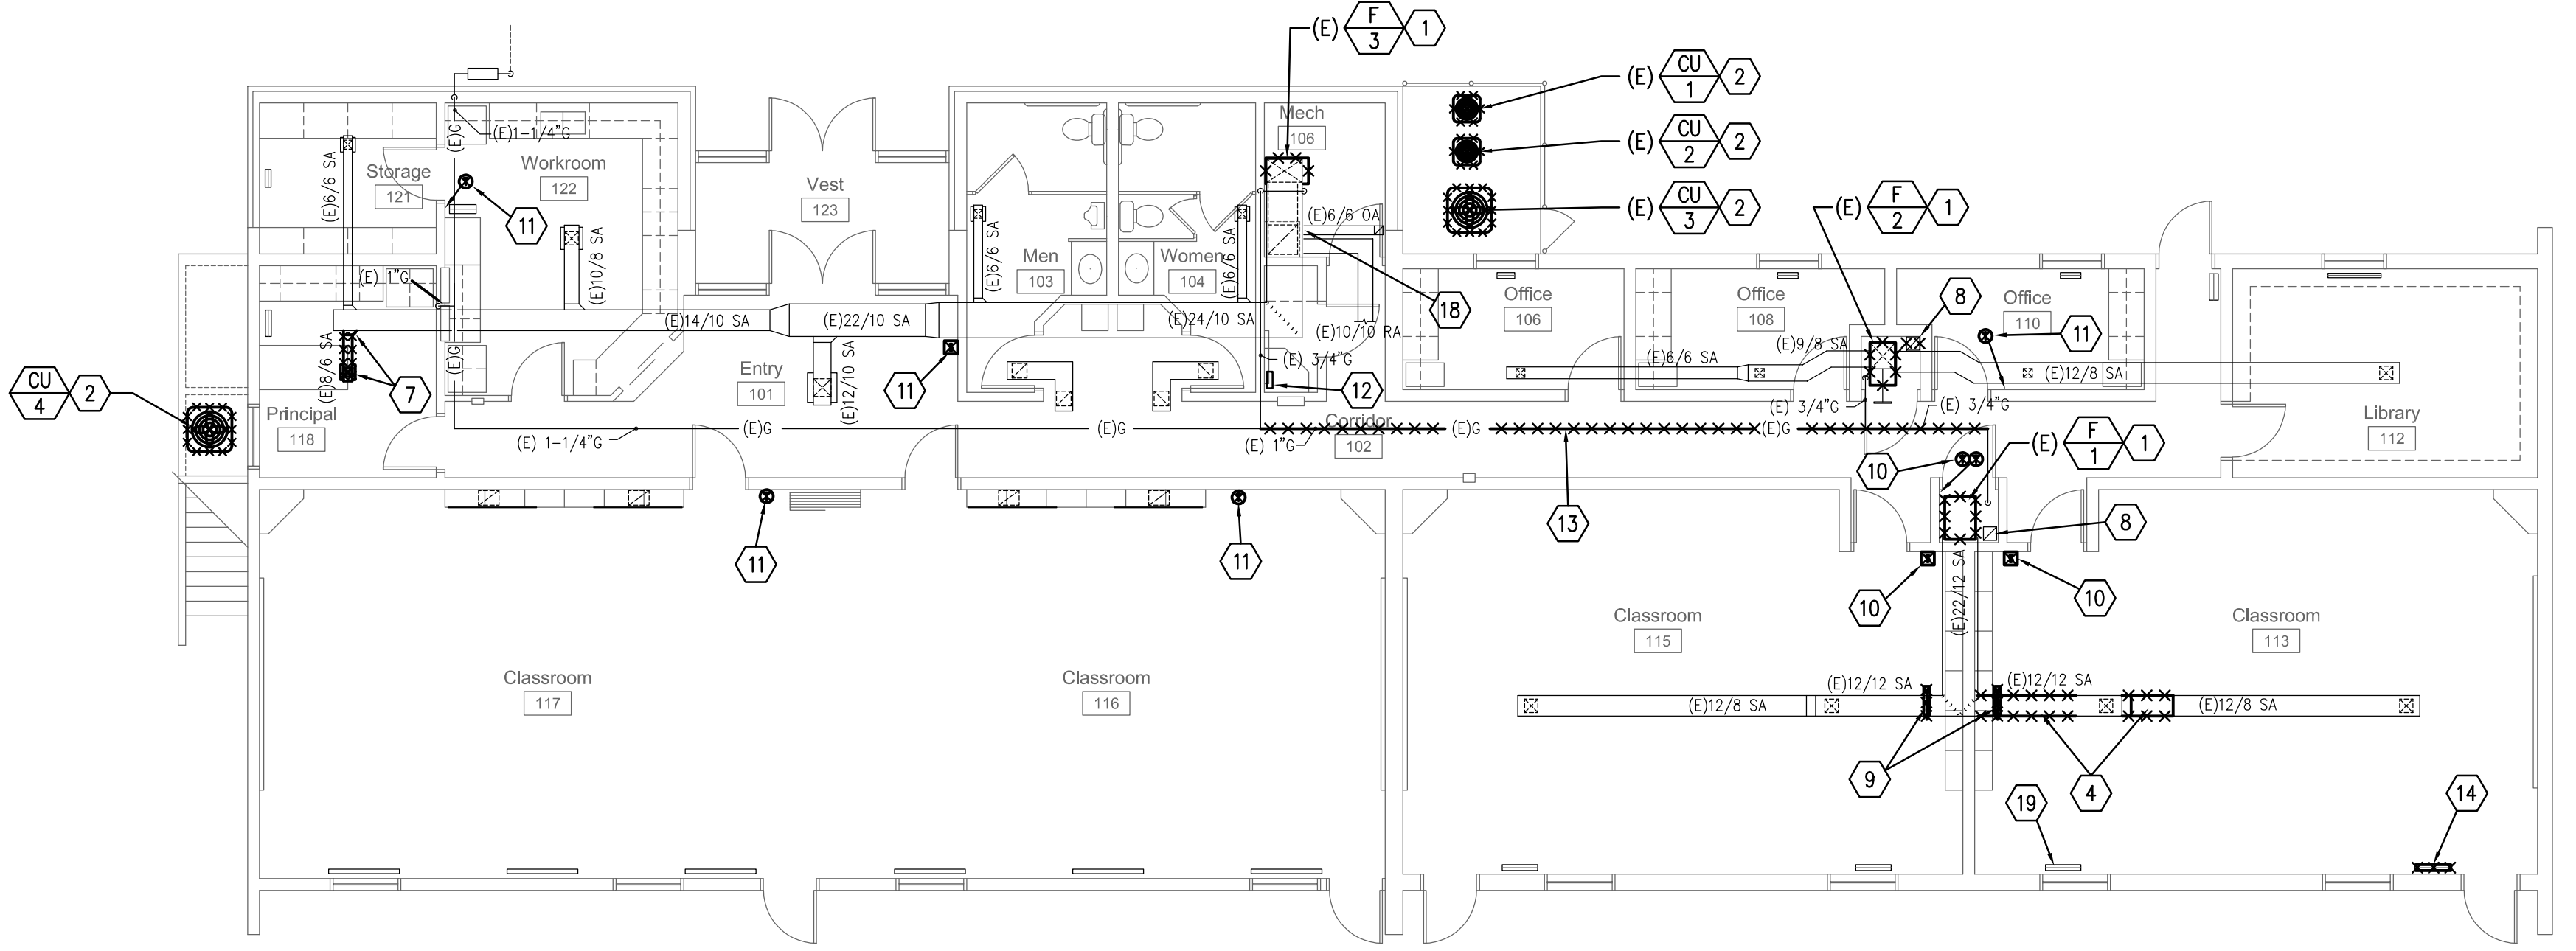 (E) F 3 1
(E) CU 1 2
(E) CU 2 2
(E) CU 3 2
(E) F 2 1
(E)G
(E)1-1/4"G
Storage
121
(E)6/6 SA
Workroom
122
11
(E)10/8 SA
Vest
123
Mech
106
(E)6/6 OA
Men
103
(E)6/6 SA
Women
104
(E)6/6 SA
18
Office
106
Office
108
8
Office
110
11
(E) 1"G
(E)14/10 SA
(E)22/10 SA
(E)24/10 SA
(E)10/10 RA
(E) 3/4"G
(E)9/8 SA
(E)6/6 SA
(E)12/8 SA
(E)G
(E)8/6 SA
7
CU 4 2
Principal
118
Entry
101
(E)12/10 SA
11
12
(E) 3/4"G
(E) 3/4"G
Library
112
Corridor
102
(E) 1-1/4"G
(E)G
(E)G
(E) 1"G
(E)G
(E)G
(E) F 1 1
10
13
8
11
11
10
10
(E)22/12 SA
Classroom
115
Classroom
113
Classroom
117
Classroom
116
(E)12/12 SA
(E)12/12 SA
(E)12/8 SA
(E)12/8 SA
9
4
19
14